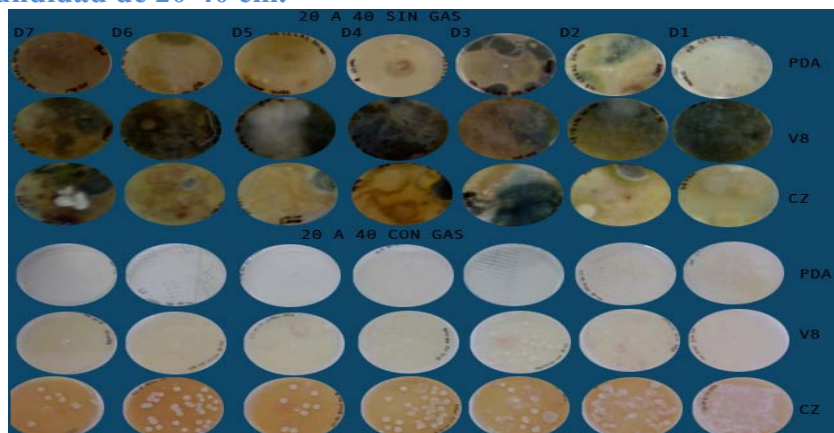 undidad de 20-40 cm.
20 A 40 SIN GAS
D7 D6 D5 D4 D3 D2 D1
PDA
V8
CZ
20 A 40 CON GAS
PDA
V8
CZ